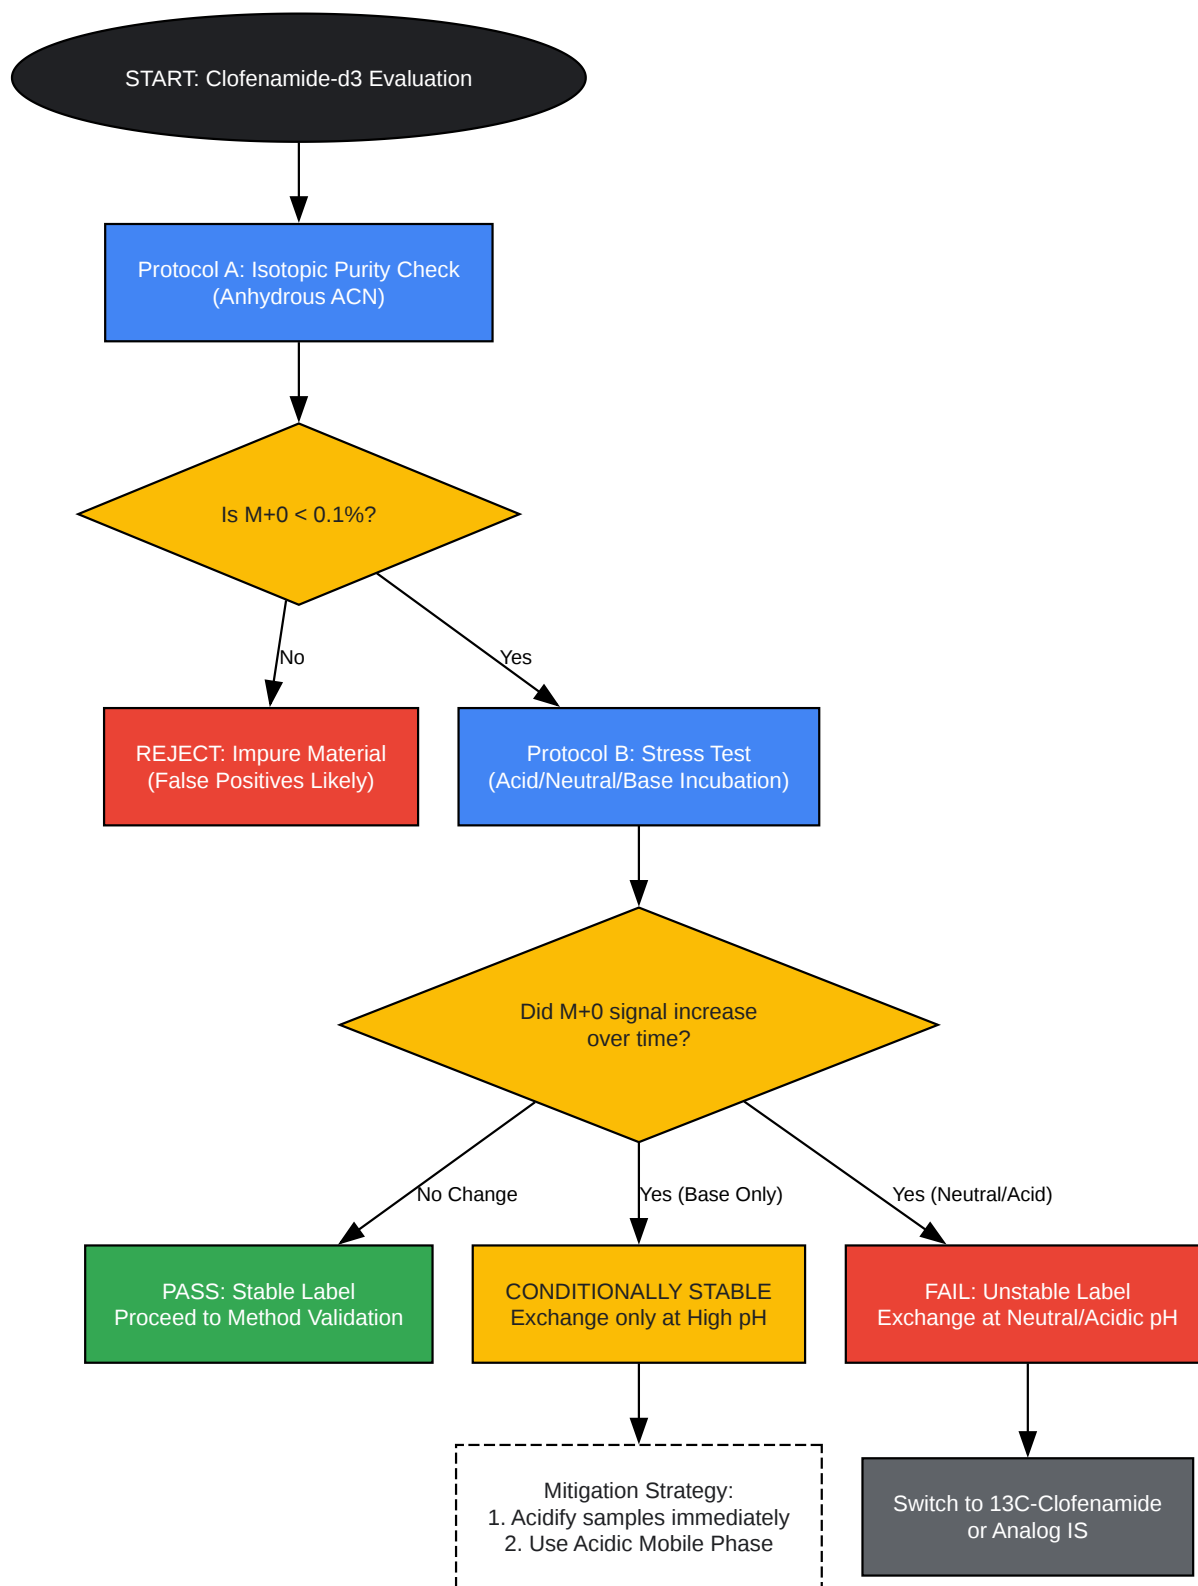 START: Clofenamide-d3 Evaluation
Protocol A: Isotopic Purity Check
(Anhydrous ACN)
Is M+0 < 0.1%?
No
Yes
REJECT: Impure Material
(False Positives Likely)
Protocol B: Stress Test
(Acid/Neutral/Base Incubation)
Did M+0 signal increase
over time?
No Change
Yes (Base Only)
Yes (Neutral/Acid)
PASS: Stable Label
Proceed to Method Validation
CONDITIONALLY STABLE
Exchange only at High pH
FAIL: Unstable Label
Exchange at Neutral/Acidic pH
Mitigation Strategy:
1. Acidify samples immediately
2. Use Acidic Mobile Phase
Switch to 13C-Clofenamide
or Analog IS